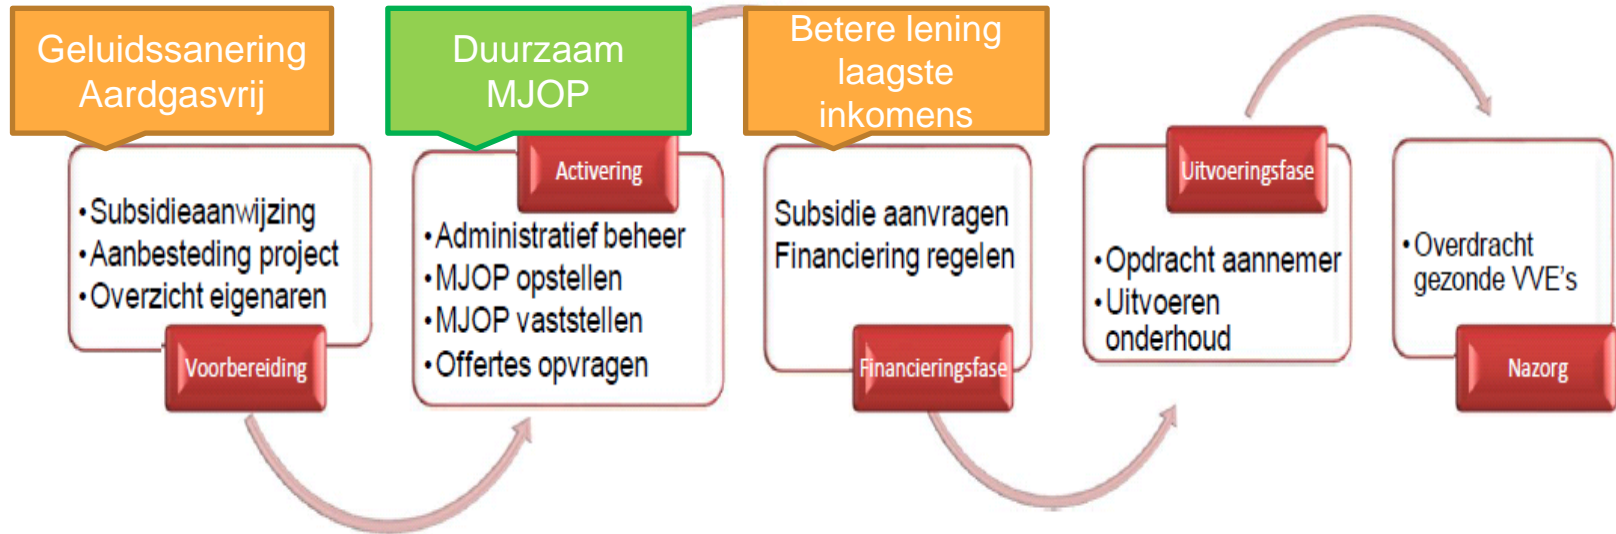 Geluidssanering
Aardgasvrij
• Subsidieaanwijzing
• Aanbesteding project
• Overzicht eigenaren
Voorbereiding
Duurzaam
MJOP
Activering
• Administratief beheer
• MJOP opstellen
• MJOP vaststellen
• Offertes opvragen
Betere lening
laagste
inkomens
Subsidie aanvragen
Financiering regelen
Financieringsfase
Uitvoeringsfase
• Opdracht aannemer
• Uitvoeren
onderhoud
• Overdracht
gezonde VVE's
Nazorg